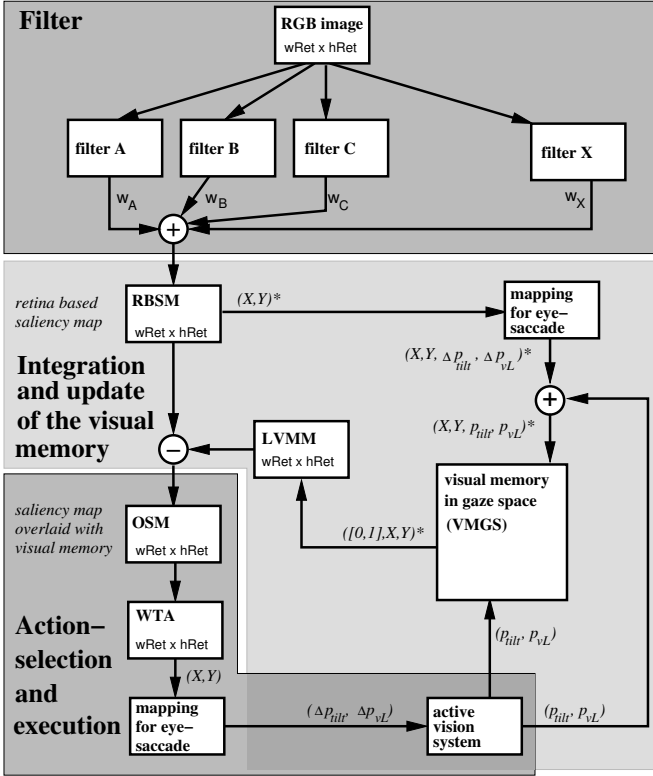 Filter
RGB image
wRet x hRet
filter A
filter B
filter C
filter X
w_A
w_B
w_C
w_X
+
retina based
saliency map
RBSM
wRet x hRet
(X,Y)*
mapping
for eye-
saccade
Integration
and update
of the visual
memory
(X,Y, Δp_tilt , Δp_vL)*
+
(X,Y, p_tilt, p_vL)*
LVMM
wRet x hRet
−
visual memory
in gaze space
(VMGS)
saliency map
overlaid with
visual memory
OSM
wRet x hRet
([0,1],X,Y)*
Action−
selection
and
execution
WTA
wRet x hRet
(X,Y)
(p_tilt, p_vL)
mapping
for eye-
saccade
(Δp_tilt, Δp_vL)
active
vision
system
(p_tilt, p_vL)